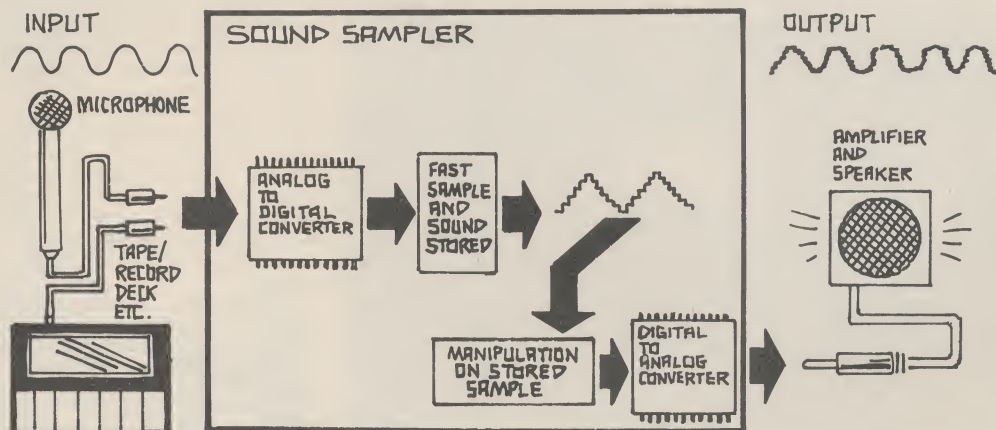 INPUT
MICROPHONE
TAPE/
RECORD
DECK
ETC.
SOUND SAMPLER
ANALOG
TO
DIGITAL
CONVERTER
FAST
SAMPLE
AND
SOUND
STORED
MANIPULATION
ON STORED
SAMPLE
DIGITAL
TO
ANALOG
CONVERTER
OUTPUT
AMPLIFIER
AND
SPEAKER